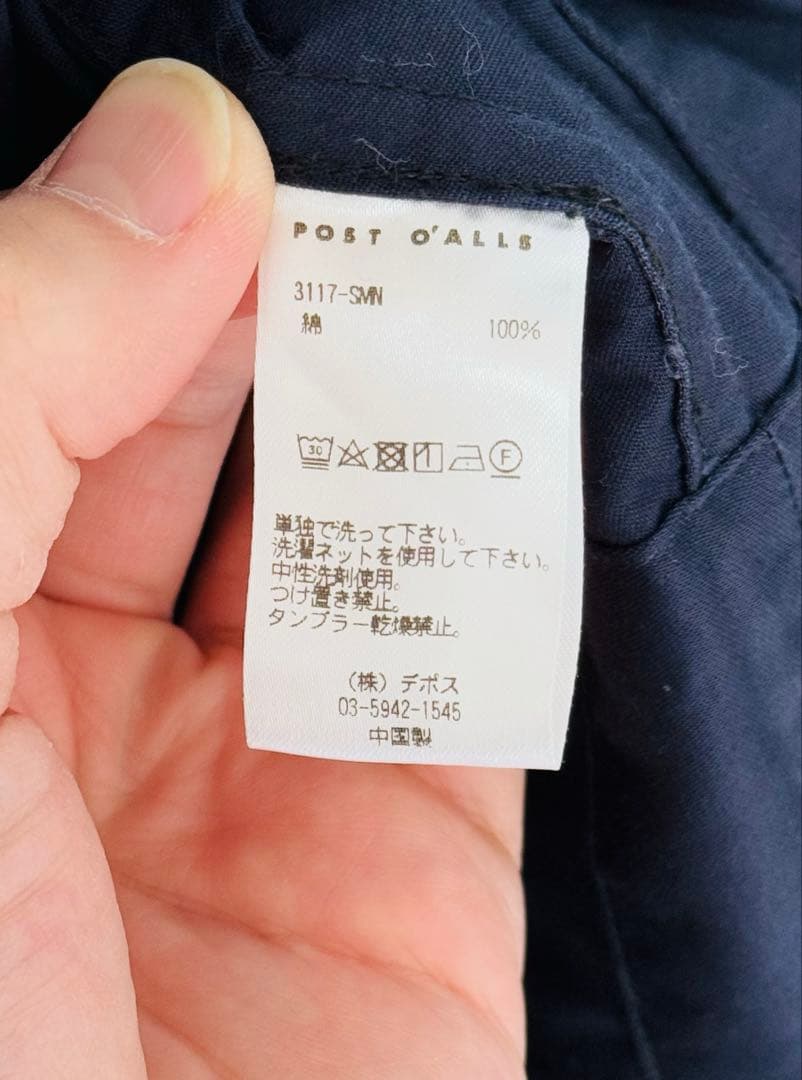 POST O'ALLS
3117-SMN
綿 100%
30 F
単独で洗って下さい。
洗濯ネットを使用して下さい。
中性洗剤使用。
つけ置き禁止。
タンブラー乾燥禁止。
(株)デポス
03-5942-1545
中国製